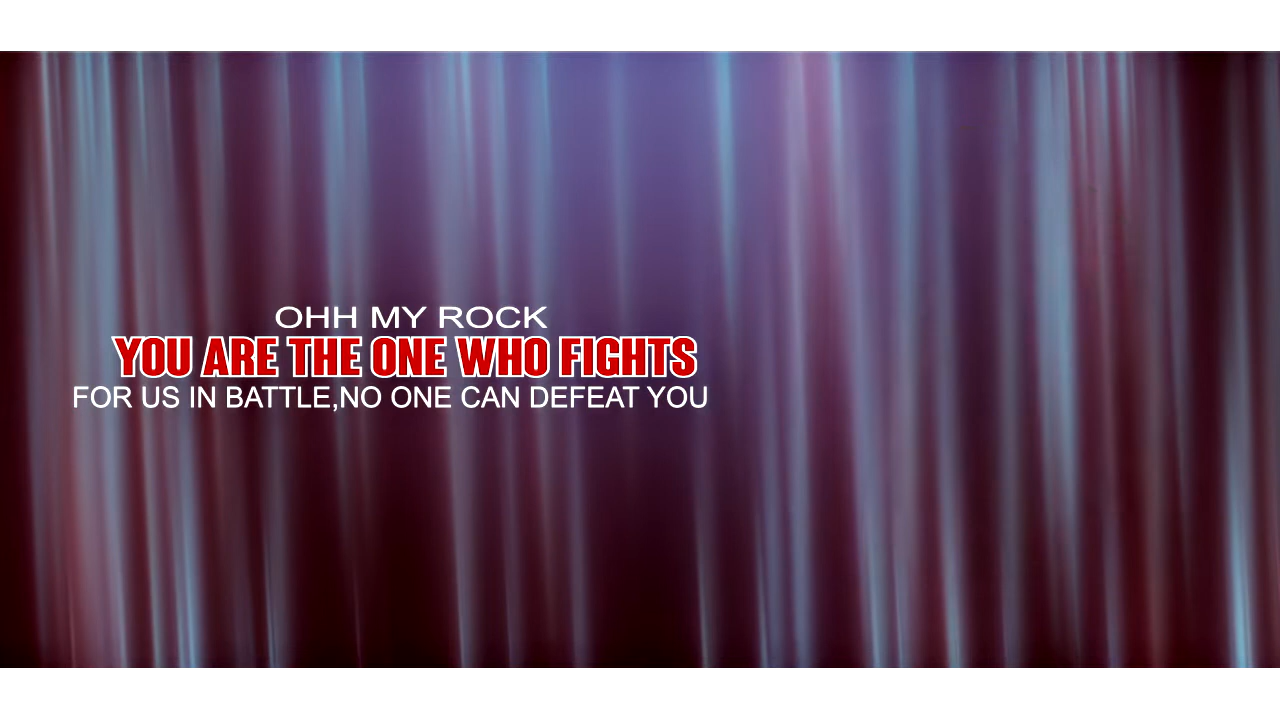 OHH MY ROCK
YOU ARE THE ONE WHO FIGHTS
FOR US IN BATTLE,NO ONE CAN DEFEAT YOU